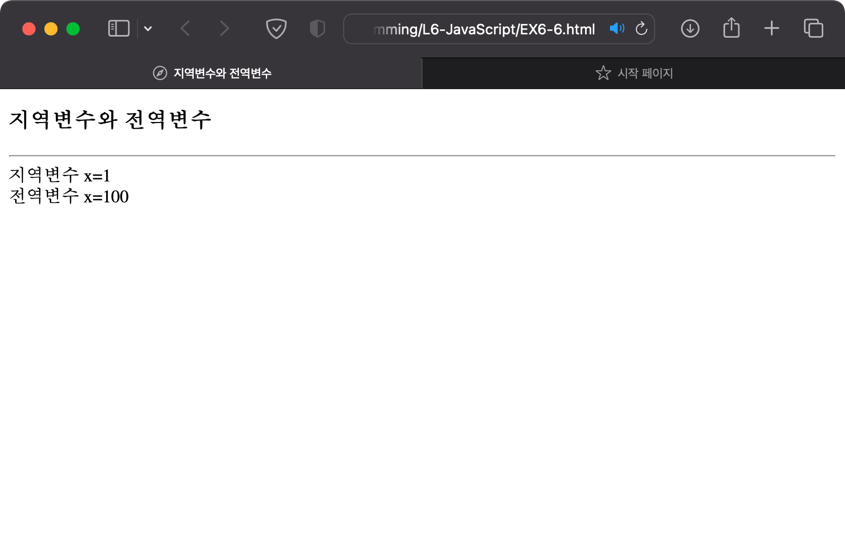 mming/L6-JavaScript/EX6-6.html
지역변수와 전역변수
시작 페이지
지역변수와 전역변수
지역변수 x=1
전역변수 x=100